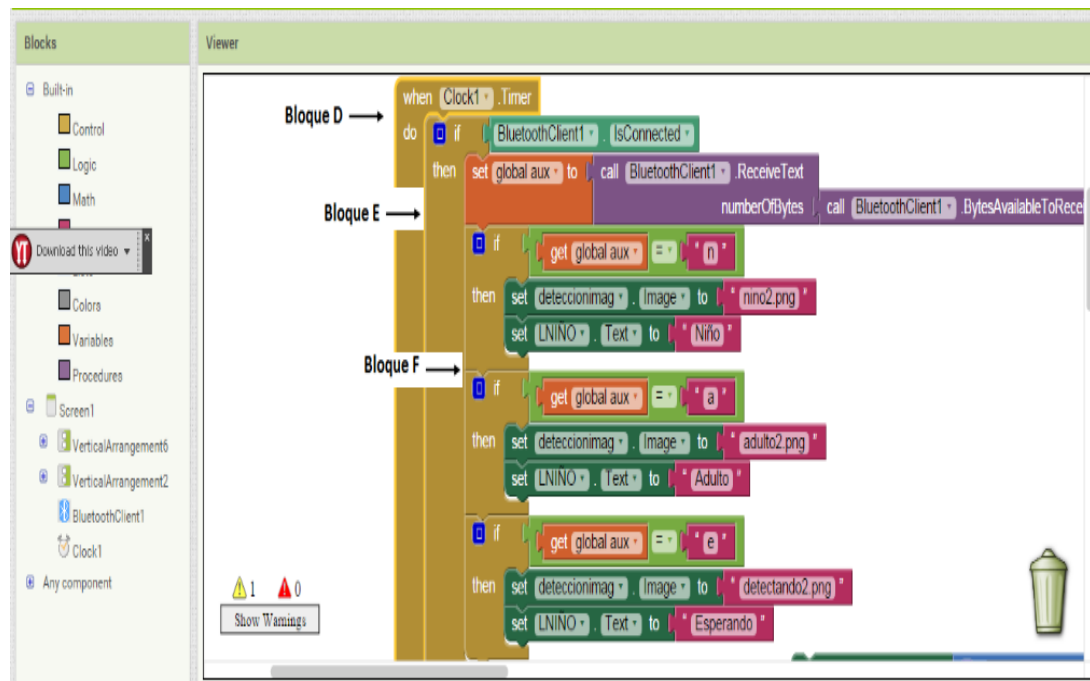 Blocks
Viewer
Built-in
Control
Logic
Math
Download this video
Colors
Variables
Procedures
Screen1
VerticalArrangement6
VerticalArrangement2
BluetoothClient1
Clock1
Any component
Bloque D
Bloque E
Bloque F
when Clock1 .Timer
do if BluetoothClient1 . IsConnected
then set global aux to call BluetoothClient1 .ReceiveText
numberOfBytes call BluetoothClient1 .BytesAvailableToRece
if get global aux = " n "
then set deteccionimag . Image to " nino2.png "
set LNIÑO . Text to " Niño "
if get global aux = " a "
then set deteccionimag . Image to " adulto2.png "
set LNIÑO . Text to " Adulto "
if get global aux = " e "
then set deteccionimag . Image to " detectando2.png "
set LNIÑO . Text to " Esperando "
1 0
Show Warnings